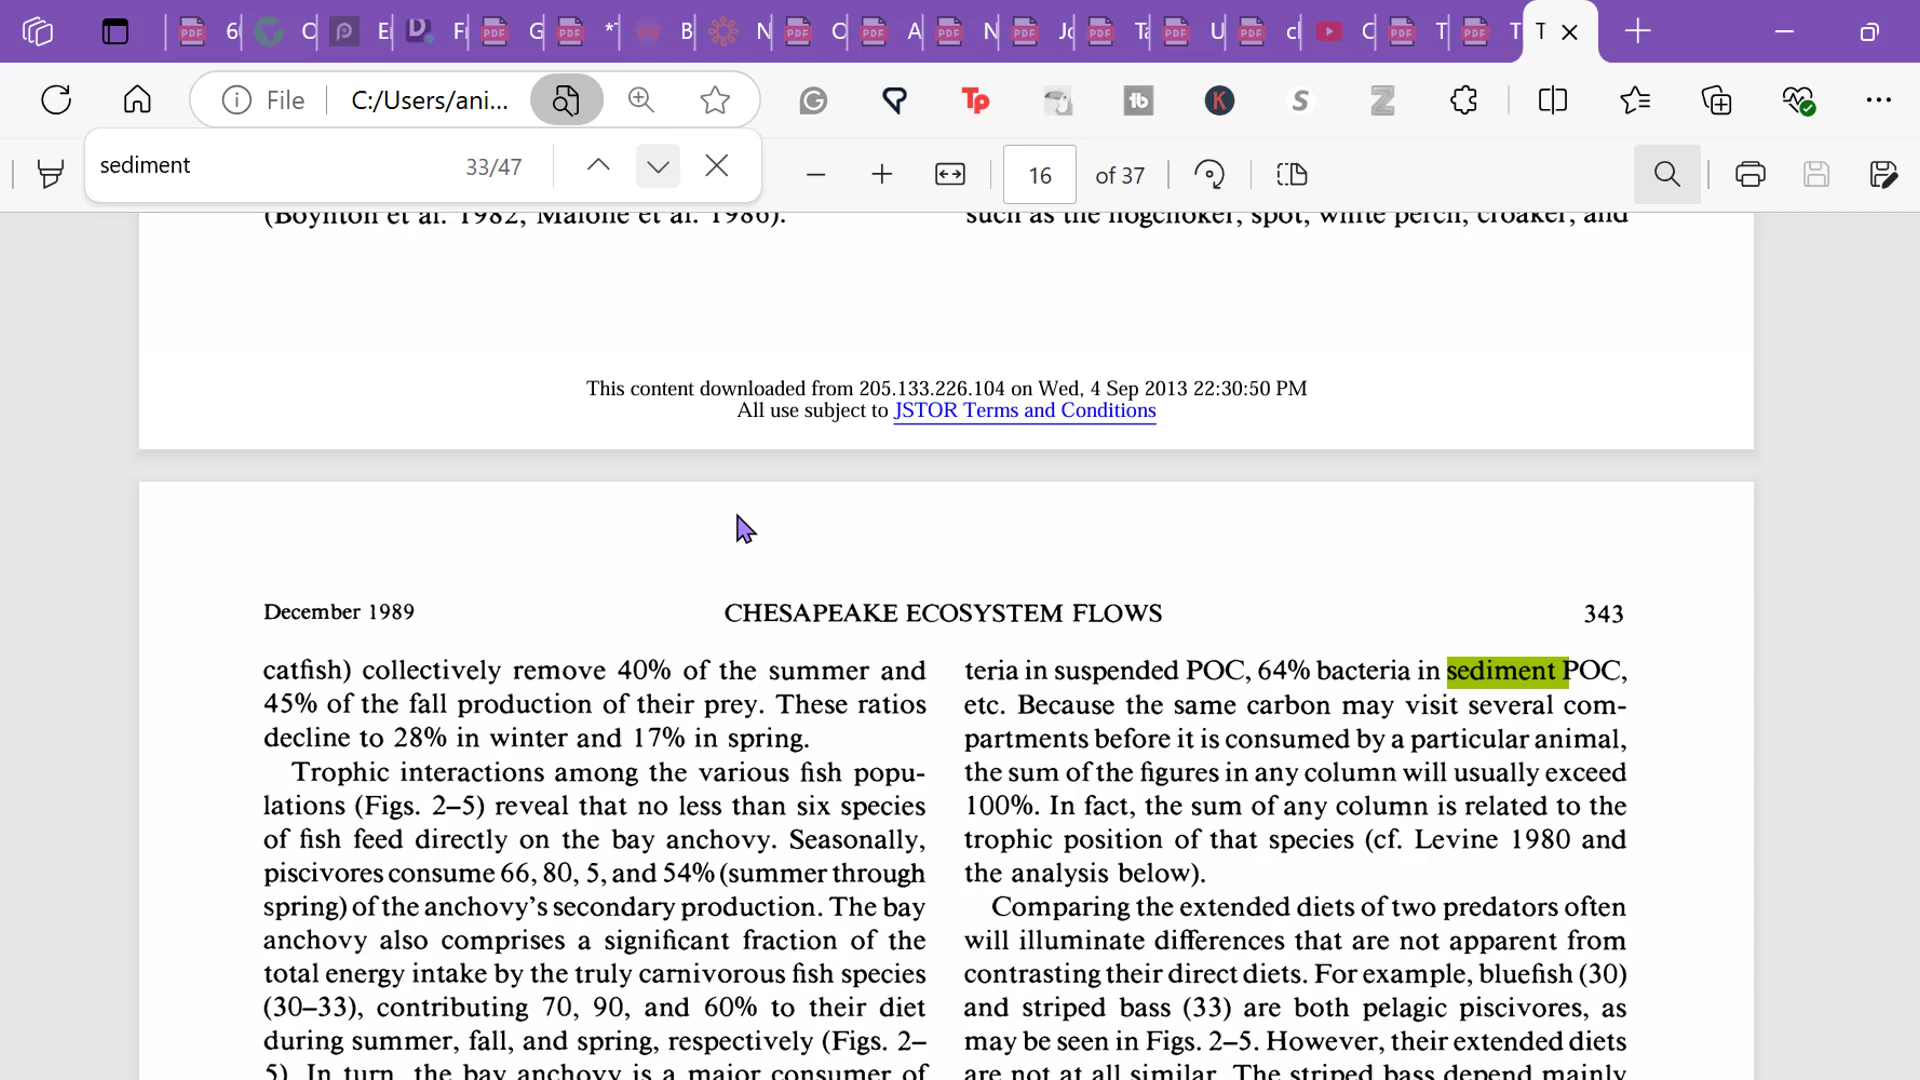 6
C
E
F
G
*
B
N
C
A
N
Jc
Ta
U
cl
C
T
T
T
File
C:/Users/ani...
sediment
33/47
16
of 37
(Boynton et al. 1982, Malone et al. 1986).
such as the hogchoker, spot, white perch, croaker, and
This content downloaded from 205.133.226.104 on Wed, 4 Sep 2013 22:30:50 PM
All use subject to JSTOR Terms and Conditions
December 1989
CHESAPEAKE ECOSYSTEM FLOWS
343
catfish) collectively remove 40% of the summer and
45% of the fall production of their prey. These ratios
decline to 28% in winter and 17% in spring.
Trophic interactions among the various fish popu-
lations (Figs. 2–5) reveal that no less than six species
of fish feed directly on the bay anchovy. Seasonally,
piscivores consume 66, 80, 5, and 54% (summer through
spring) of the anchovy's secondary production. The bay
anchovy also comprises a significant fraction of the
total energy intake by the truly carnivorous fish species
(30–33), contributing 70, 90, and 60% to their diet
during summer, fall, and spring, respectively (Figs. 2–
5). In turn, the bay anchovy is a major consumer of
teria in suspended POC, 64% bacteria in sediment POC,
etc. Because the same carbon may visit several com-
partments before it is consumed by a particular animal,
the sum of the figures in any column will usually exceed
100%. In fact, the sum of any column is related to the
trophic position of that species (cf. Levine 1980 and
the analysis below).
Comparing the extended diets of two predators often
will illuminate differences that are not apparent from
contrasting their direct diets. For example, bluefish (30)
and striped bass (33) are both pelagic piscivores, as
may be seen in Figs. 2–5. However, their extended diets
are not at all similar. The striped bass depend mainly